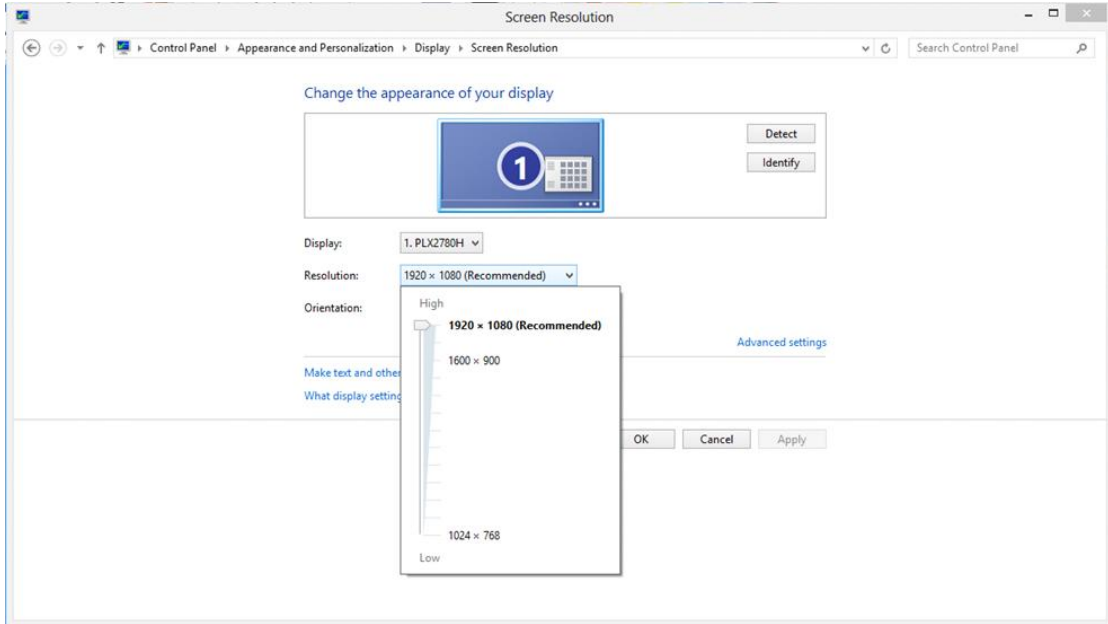 Screen Resolution
Control Panel Appearance and Personalization Display Screen Resolution
Search Control Panel
Change the appearance of your display
1
Detect
Identify
Display: 1. PLX2780H
Resolution: 1920 × 1080 (Recommended)
Orientation:
High
1920 × 1080 (Recommended)
1600 × 900
1024 × 768
Low
Advanced settings
Make text and other
What display setting
OK Cancel Apply